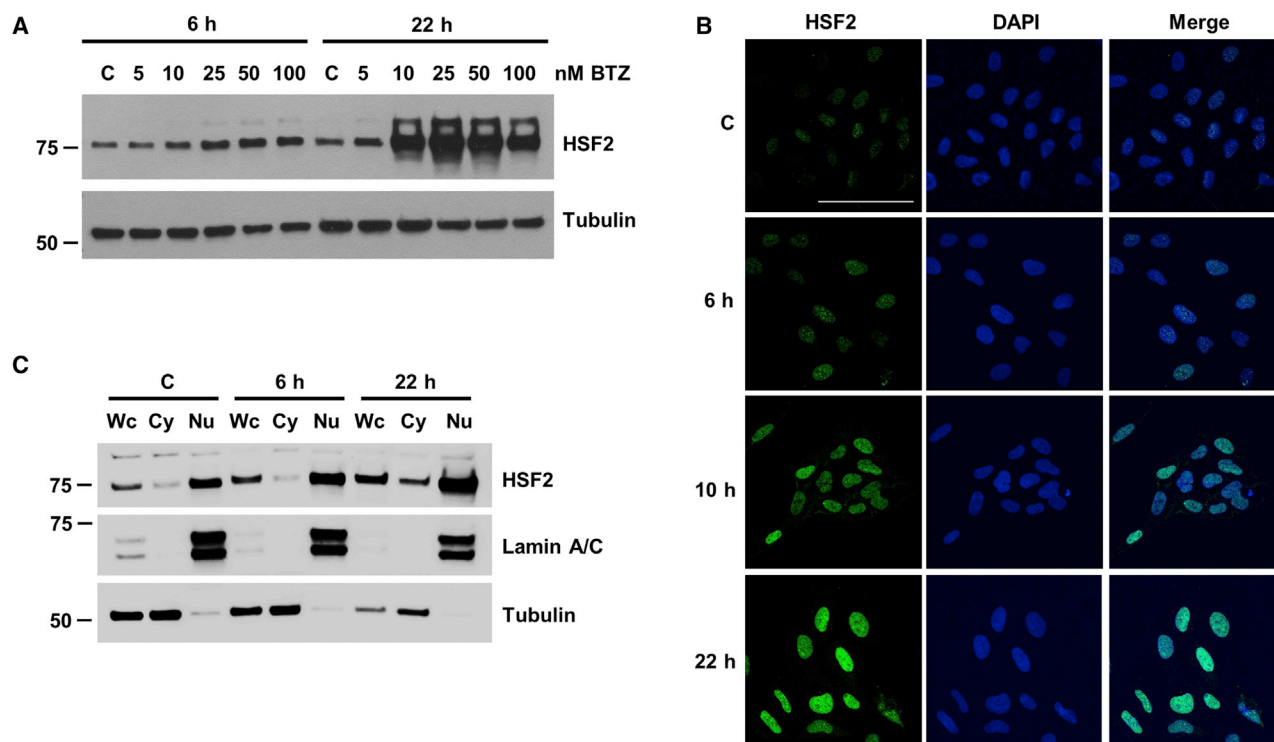 A
6 h 22 h
C 5 10 25 50 100 C 5 10 25 50 100 nM BTZ
75
HSF2
50
Tubulin
B
HSF2 DAPI Merge
C
6 h
10 h
22 h
C
C 6 h 22 h
Wc Cy Nu Wc Cy Nu Wc Cy Nu
75
HSF2
75
Lamin A/C
50
Tubulin